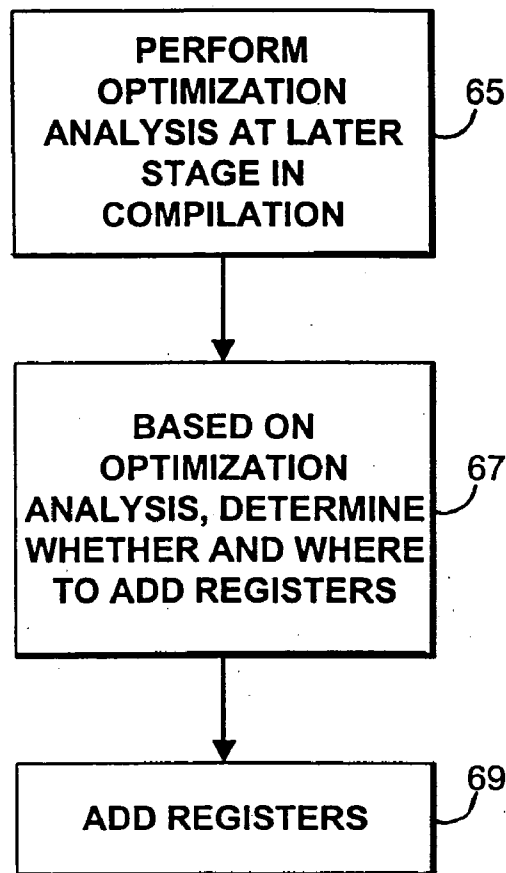 PERFORM
OPTIMIZATION
ANALYSIS AT LATER
STAGE IN
COMPILATION
65
BASED ON
OPTIMIZATION
ANALYSIS, DETERMINE
WHETHER AND WHERE
TO ADD REGISTERS
67
ADD REGISTERS
69